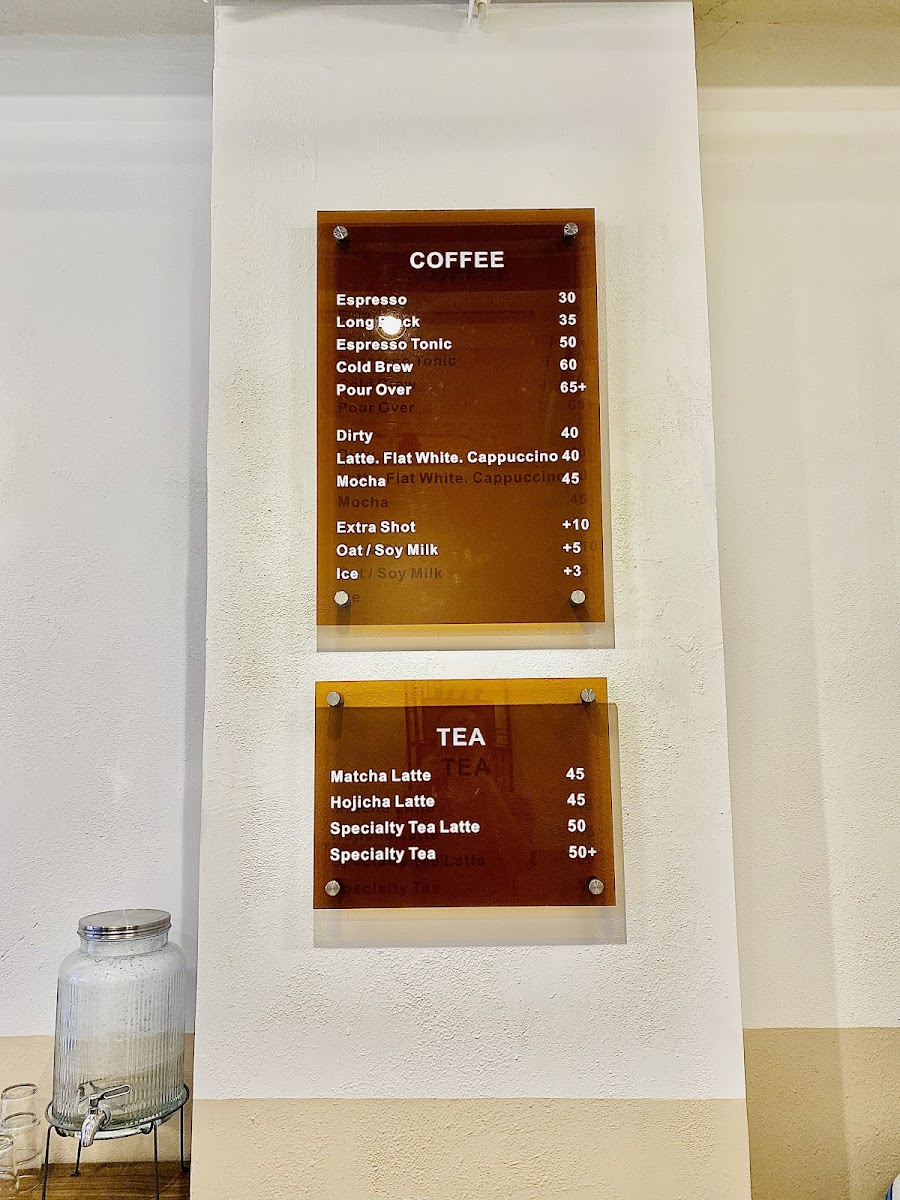 COFFEE
Espresso 30
Long Black 35
Espresso Tonic 50
Cold Brew 60
Pour Over 65+
Dirty 40
Latte. Flat White. Cappuccino 40
Mocha 45
Extra Shot +10
Oat / Soy Milk +5
Ice +3
TEA
Matcha Latte 45
Hojicha Latte 45
Specialty Tea Latte 50
Specialty Tea 50+